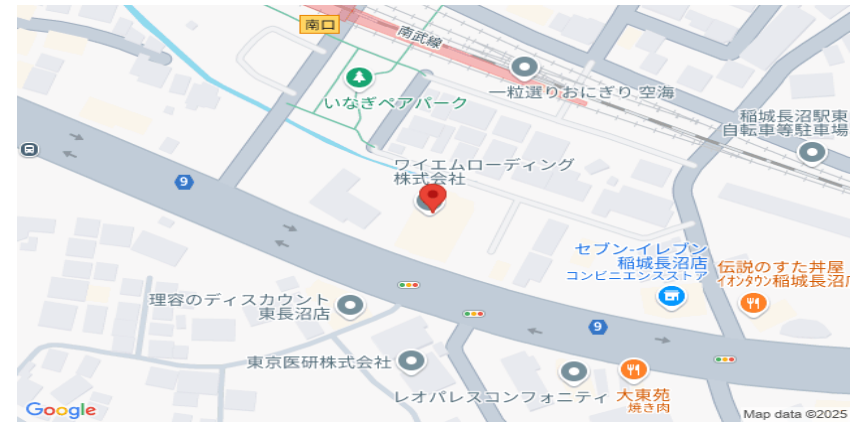 南口
南武線
一粒選りおにぎり 空海
いなぎペアパーク
稲城長沼駅東
自転車等駐車場
ワイエムローディング
株式会社
9
セブン-イレブン
稲城長沼店
コンビニエンスストア
伝説のすた丼屋
イオンタウン稲城長沼店
理容のディスカウント
東長沼店
9
東京医研株式会社
レオパレスコンフォニティ
大東苑
焼き肉
Google
Map data ©2025